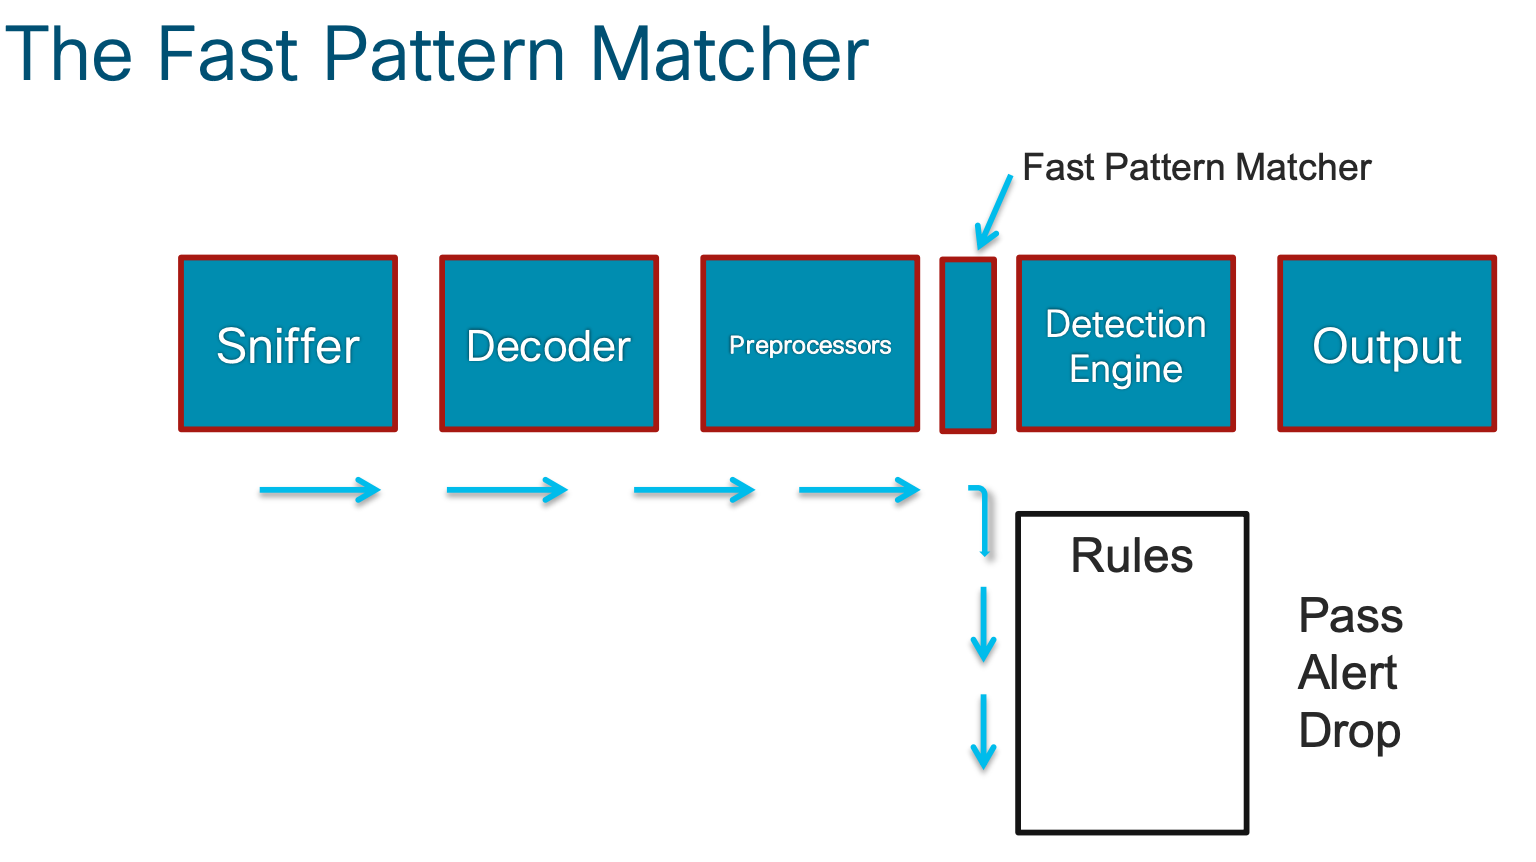 The Fast Pattern Matcher
Fast Pattern Matcher
Sniffer
Decoder
Preprocessors
Detection
Engine
Output
Rules
Pass
Alert
Drop